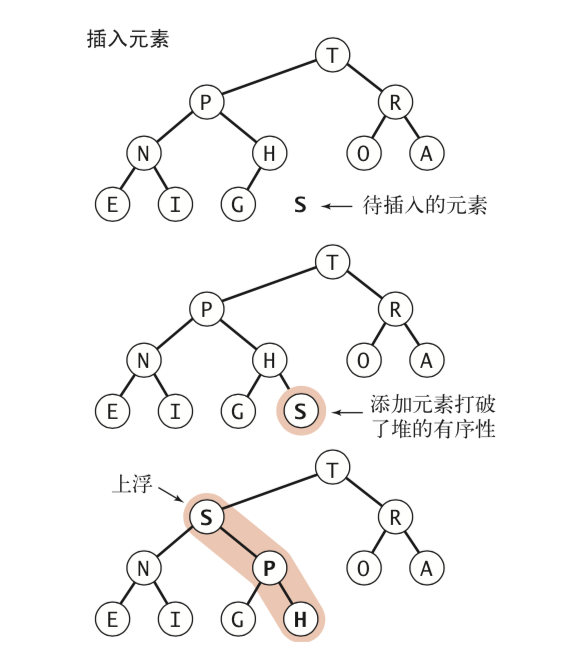 插入元素
T
P R
N H O A
E I G S ← 待插入的元素
T
P R
N H O A
E I G S ← 添加元素打破
了堆的有序性
上浮
T
S R
N P O A
E I G H